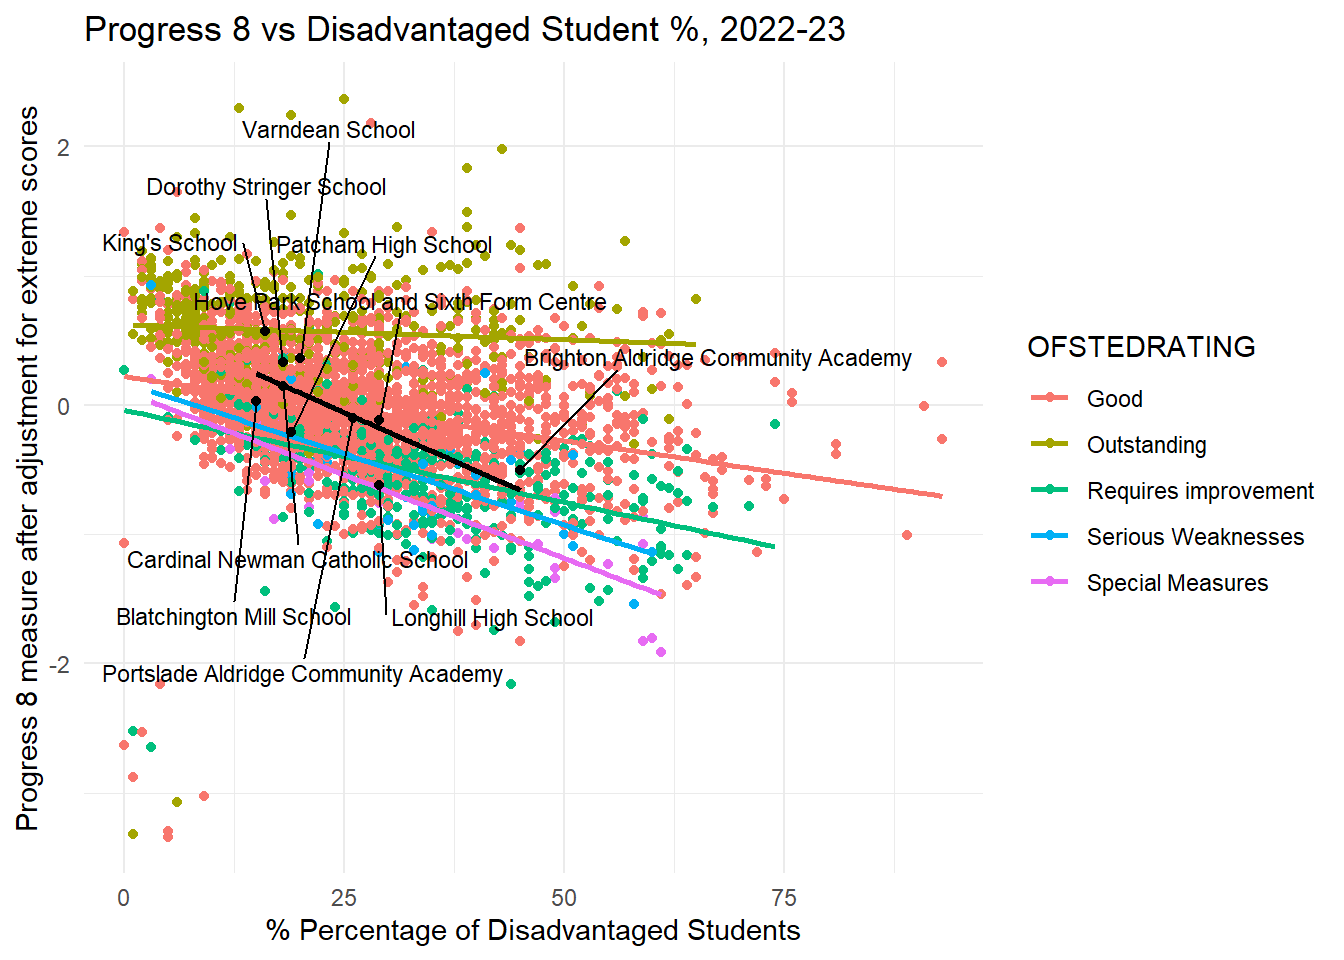 Progress 8 vs Disadvantaged Student %, 2022-23
Progress 8 measure after adjustment for extreme scores
2
0
-2
Varndean School
Dorothy Stringer School
King's School
Patcham High School
Hove Park School and Sixth Form Centre
Brighton Aldridge Community Academy
Cardinal Newman Catholic School
Blatchington Mill School
Longhill High School
Portslade Aldridge Community Academy
0
25
50
75
% Percentage of Disadvantaged Students
OFSTEDRATING
Good
Outstanding
Requires improvement
Serious Weaknesses
Special Measures